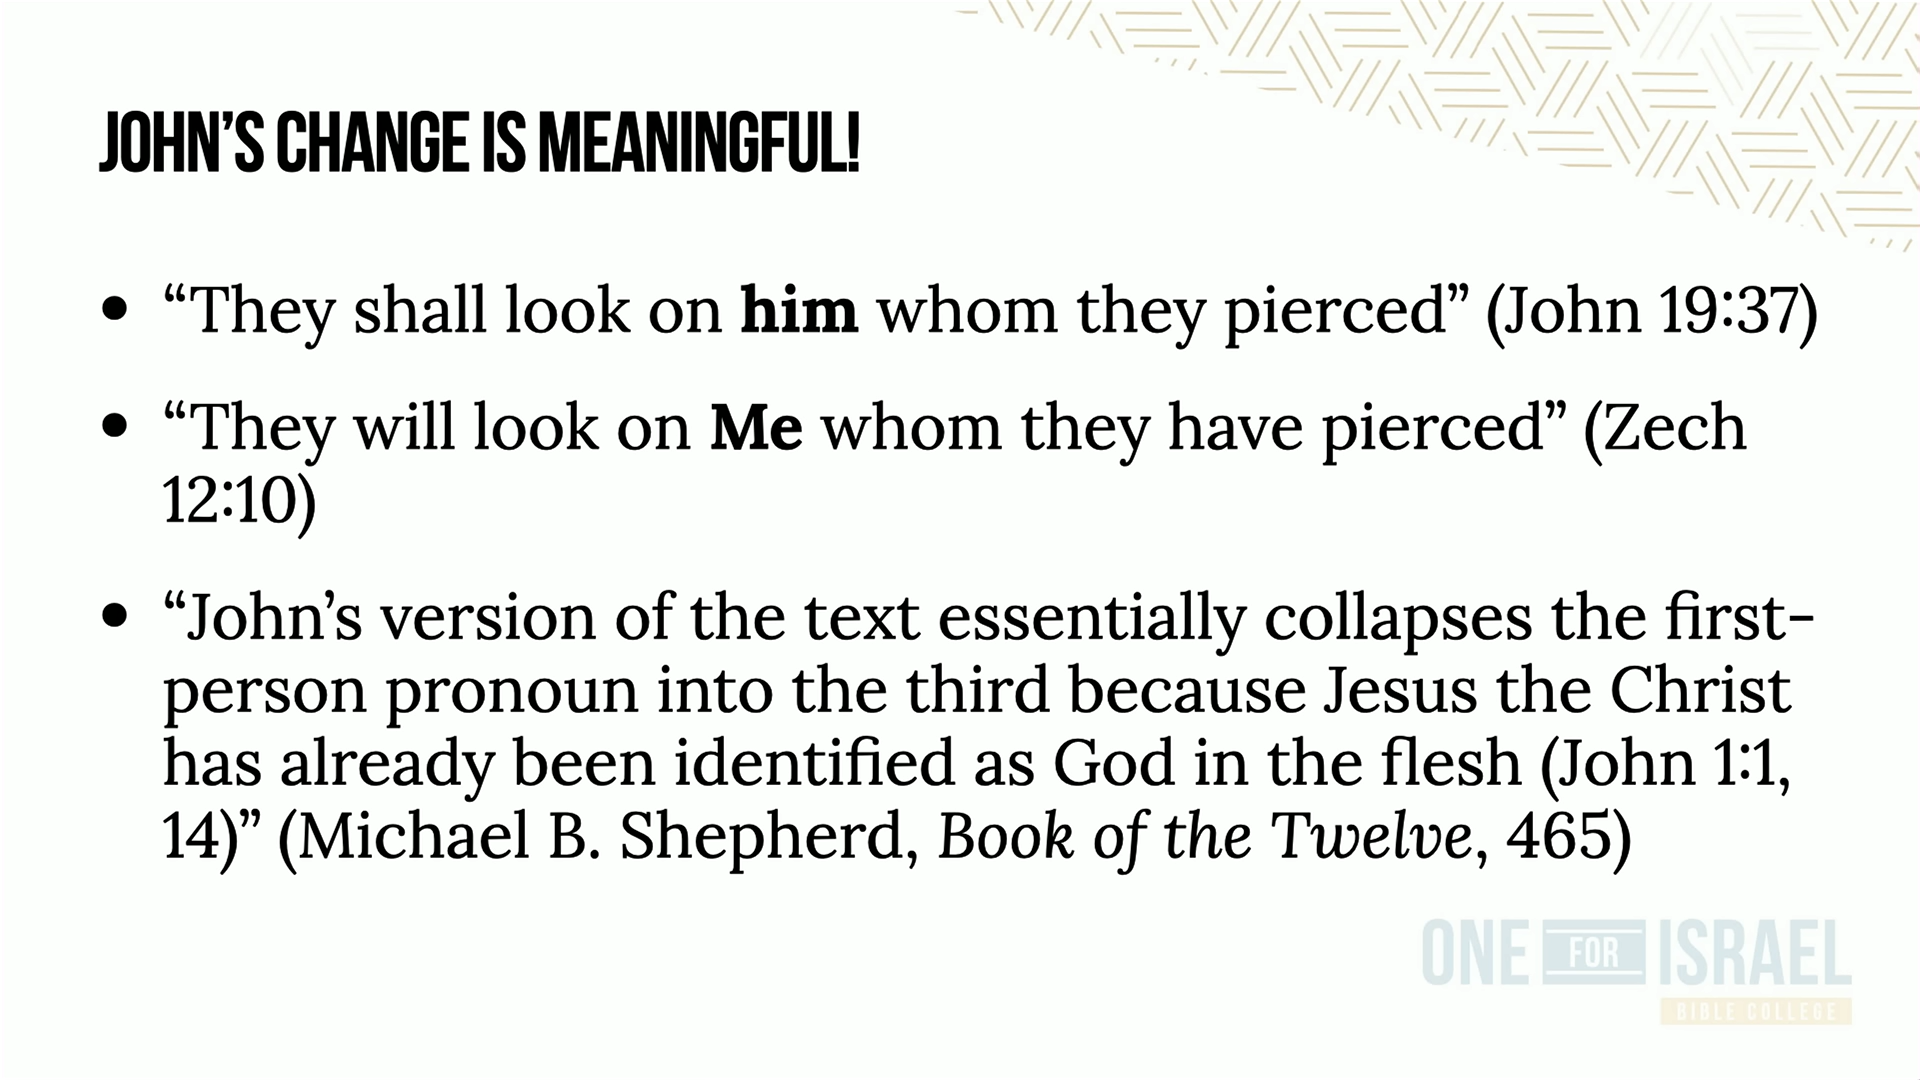 JOHN’S CHANGE IS MEANINGFUL!
• “They shall look on him whom they pierced” (John 19:37)
• “They will look on Me whom they have pierced” (Zech
12:10)
• “John’s version of the text essentially collapses the first-
person pronoun into the third because Jesus the Christ
has already been identified as God in the flesh (John 1:1,
14)” (Michael B. Shepherd, Book of the Twelve, 465)
ONE FOR ISRAEL
BIBLE COLLEGE